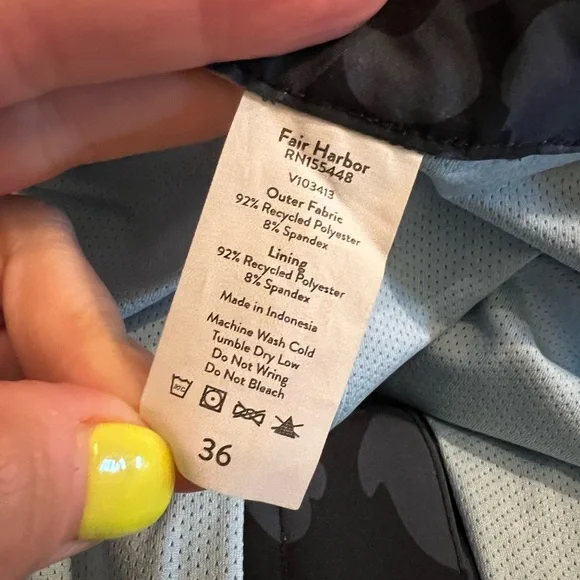 Fair Harbor
RN155448
V103413
Outer Fabric
92% Recycled Polyester
8% Spandex
Lining
92% Recycled Polyester
8% Spandex
Made in Indonesia
Machine Wash Cold
Tumble Dry Low
Do Not Wring
Do Not Bleach
36